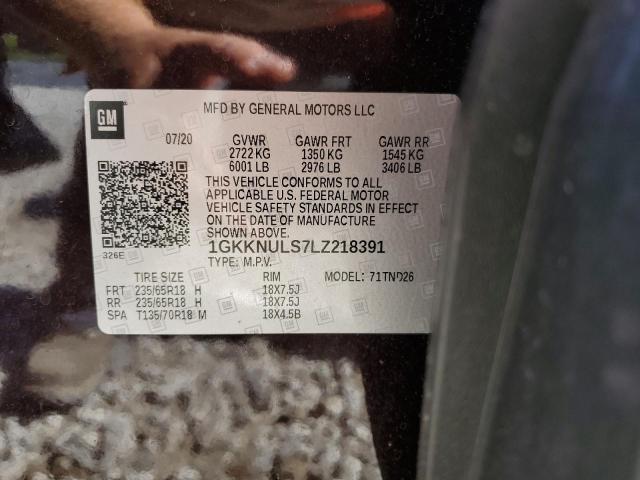 GM
MFD BY GENERAL MOTORS LLC
07/20 GVWR GAWR FRT GAWR RR
2722 KG 1350 KG 1545 KG
6001 LB 2976 LB 3406 LB
THIS VEHICLE CONFORMS TO ALL
APPLICABLE U.S. FEDERAL MOTOR
VEHICLE SAFETY STANDARDS IN EFFECT
ON THE DATE OF MANUFACTURE
SHOWN ABOVE.
326E
1GKKNULS7LZ218391
TYPE: M.P.V.
TIRE SIZE RIM MODEL: 71TND26
FRT 235/65R18 H 18X7.5J
RR 235/65R18 H 18X7.5J
SPA T135/70R18 M 18X4.5B